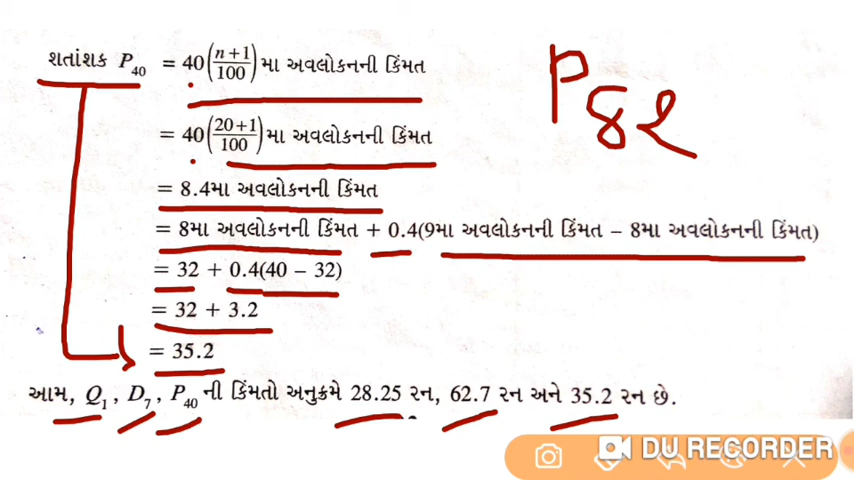 શતાંશક P₄₀ = 40(n+1/100)મા અવલોકનની કિંમત
= 40(20+1/100)મા અવલોકનની કિંમત
= 8.4મા અવલોકનની કિંમત
= 8મા અવલોકનની કિંમત + 0.4(9મા અવલોકનની કિંમત – 8મા અવલોકનની કિંમત)
= 32 + 0.4(40 – 32)
= 32 + 3.2
= 35.2
આમ, Q₁, D₇, P₄₀ની કિંમતો અનુક્રમે 28.25 રન, 62.7 રન અને 35.2 રન છે.
P૪૨
DU RECORDER